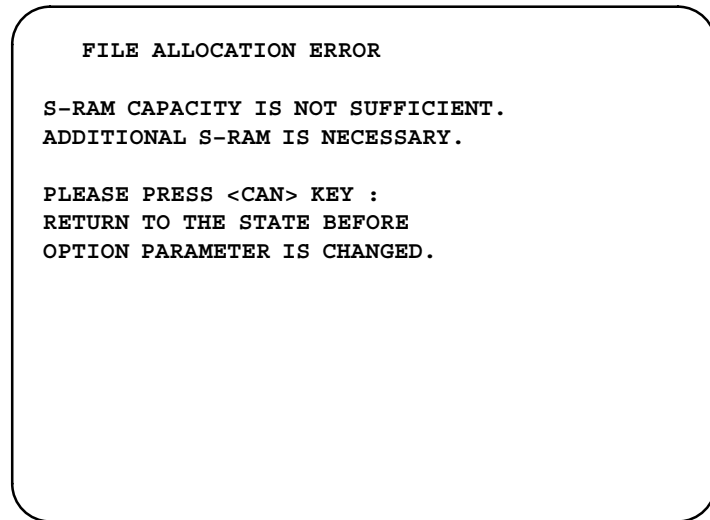 FILE ALLOCATION ERROR
S–RAM CAPACITY IS NOT SUFFICIENT.
ADDITIONAL S–RAM IS NECESSARY.
PLEASE PRESS <CAN> KEY :
RETURN TO THE STATE BEFORE
OPTION PARAMETER IS CHANGED.